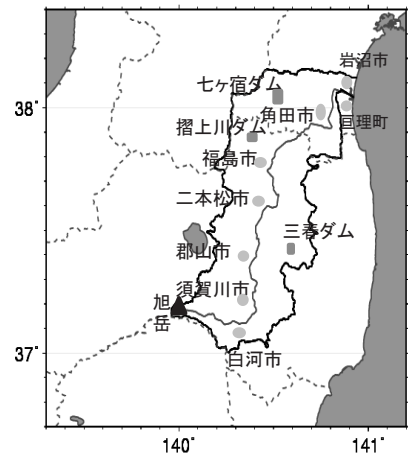 岩沼市
七ヶ宿ダム
38°
角田市
亘理町
摺上川ダム
福島市
二本松市
三春ダム
郡山市
須賀川市
旭
岳
37°
白河市
140°
141°